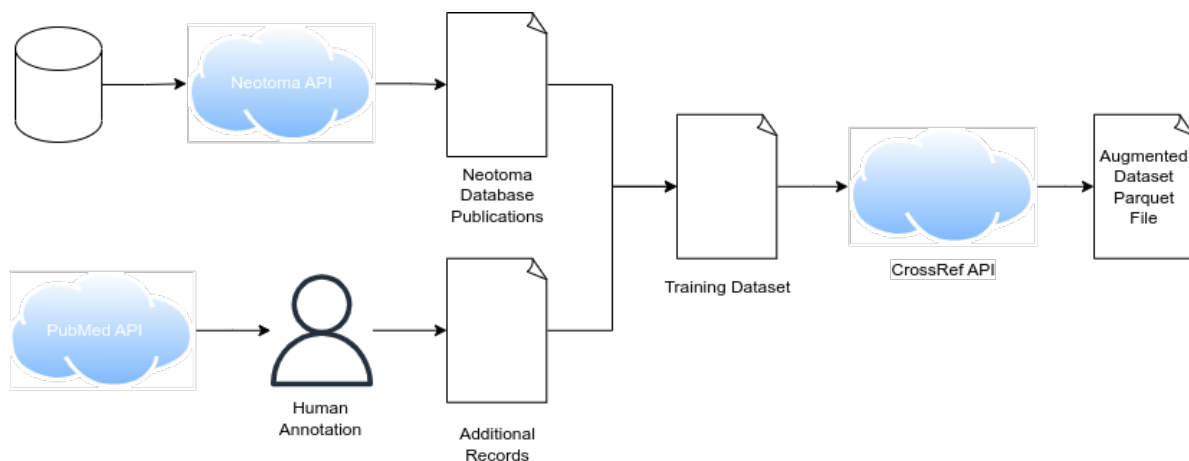 Neotoma API
Neotoma
Database
Publications
PubMed API
Human
Annotation
Additional
Records
Training Dataset
CrossRef API
Augmented
Dataset
Parquet
File